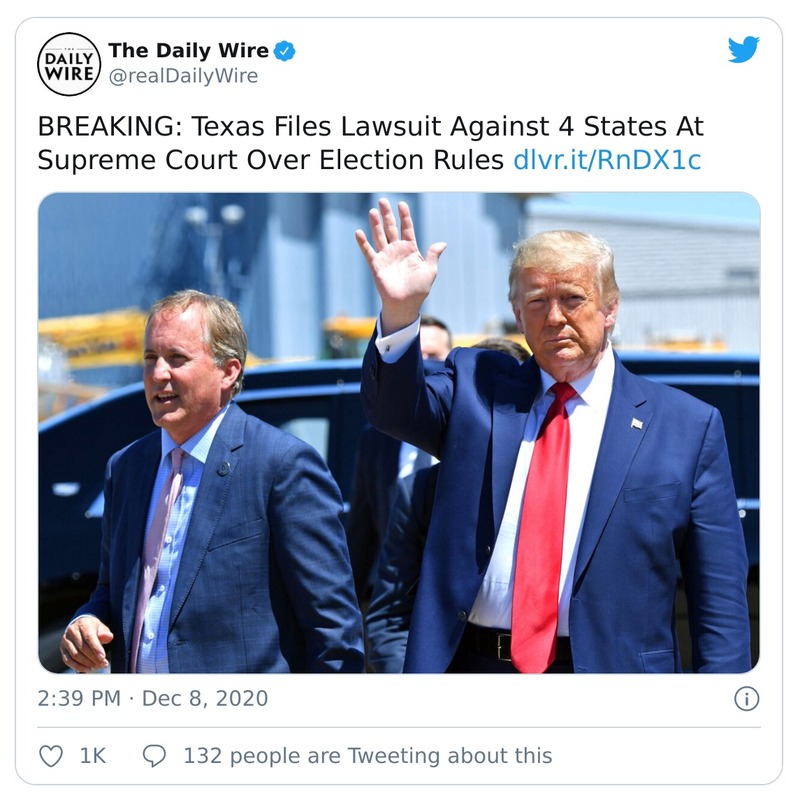 THE
DAILY
WIRE
The Daily Wire
@realDailyWire
BREAKING: Texas Files Lawsuit Against 4 States At
Supreme Court Over Election Rules dlvr.it/RnDX1c
2:39 PM · Dec 8, 2020
1K
132 people are Tweeting about this